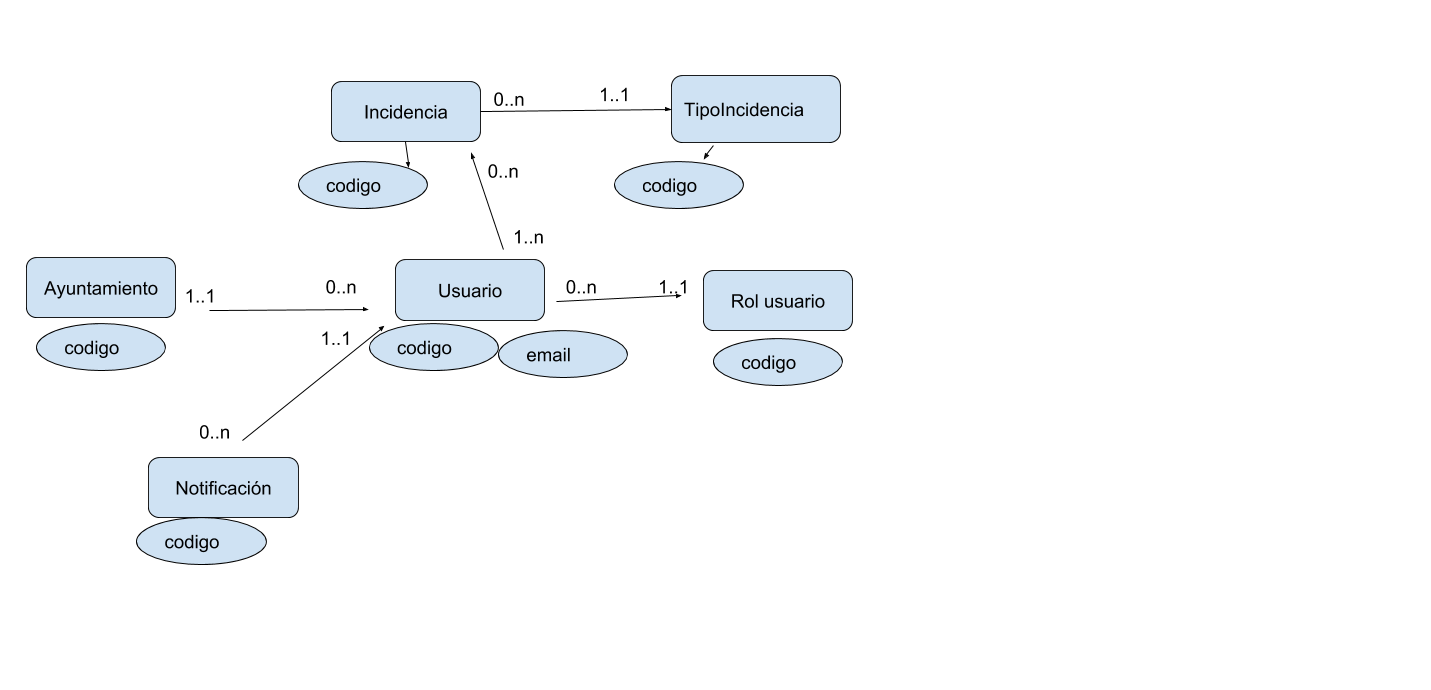 0..n
1..1
Incidencia
TipoIncidencia
codigo
0..n
codigo
1..n
Ayuntamiento
1..1
0..n
Usuario
0..n
1..1
Rol usuario
codigo
1..1
codigo
email
codigo
0..n
Notificación
codigo